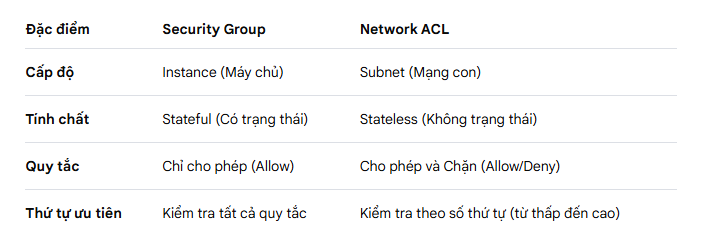 Đặc điểm Security Group Network ACL
Cấp độ Instance (Máy chủ) Subnet (Mạng con)
Tính chất Stateful (Có trạng thái) Stateless (Không trạng thái)
Quy tắc Chỉ cho phép (Allow) Cho phép và Chặn (Allow/Deny)
Thứ tự ưu tiên Kiểm tra tất cả quy tắc Kiểm tra theo số thứ tự (từ thấp đến cao)